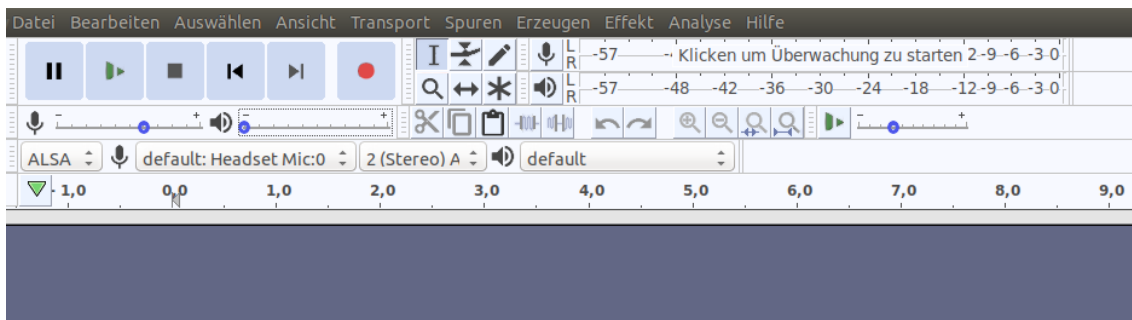 Datei Bearbeiten Auswählen Ansicht Transport Spuren Erzeugen Effekt Analyse Hilfe
L R -57 Klicken um Überwachung zu starten 2 -9 -6 -3 0
L R -57 -48 -42 -36 -30 -24 -18 -12 -9 -6 -3 0
- + - +
- +
ALSA default: Headset Mic:0 2 (Stereo) A default
- 1,0 0,0 1,0 2,0 3,0 4,0 5,0 6,0 7,0 8,0 9,0